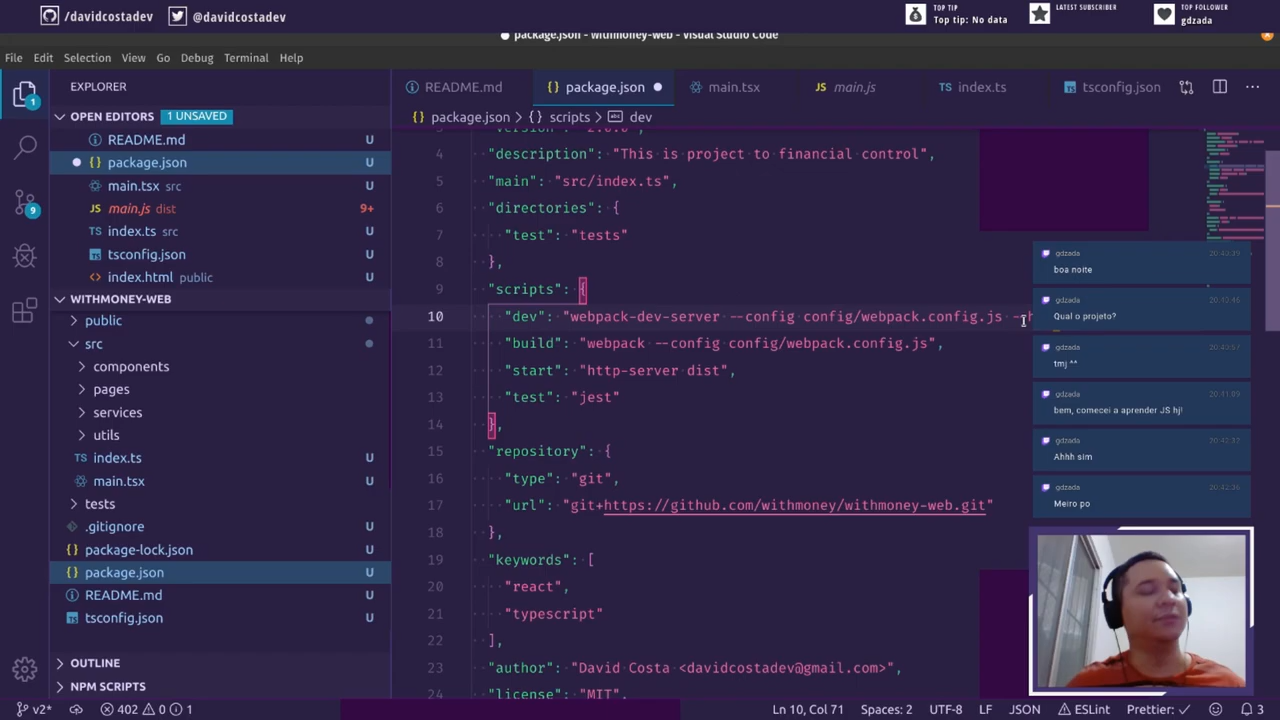 /davidcostadev
@davidcostadev
TOP TIP
Top tip: No data
LATEST SUBSCRIBER
TOP FOLLOWER
gdzada
package.json - withmoney-web - Visual Studio Code
File Edit Selection View Go Debug Terminal Help
EXPLORER
OPEN EDITORS 1 UNSAVED
README.md U
package.json U
main.tsx src U
main.js dist 9+
index.ts src U
tsconfig.json U
index.html public U
WITHMONEY-WEB
public
src
components
pages
services
utils
index.ts U
main.tsx U
tests
.gitignore U
package-lock.json U
package.json U
README.md U
tsconfig.json U
OUTLINE
NPM SCRIPTS
1
9
README.md
package.json
main.tsx
main.js
index.ts
tsconfig.json
package.json > {} scripts > abc dev
4 "description": "This is project to financial control",
5 "main": "src/index.ts",
6 "directories": {
7 "test": "tests"
8 },
9 "scripts": {
10 "dev": "webpack-dev-server --config config/webpack.config.js --h
11 "build": "webpack --config config/webpack.config.js",
12 "start": "http-server dist",
13 "test": "jest"
14 },
15 "repository": {
16 "type": "git",
17 "url": "git+https://github.com/withmoney/withmoney-web.git"
18 },
19 "keywords": [
20 "react",
21 "typescript"
22 ],
23 "author": "David Costa <davidcostadev@gmail.com>",
24 "license": "MIT",
gdzada
boa noite
gdzada
Qual o projeto?
gdzada
tmj ^^
gdzada
bem, comecei a aprender JS hj!
gdzada
Ahhh sim
gdzada
Meiro po
v2* 402 0 1
Ln 10, Col 71 Spaces: 2 UTF-8 LF JSON ESLint Prettier: ✓ 3